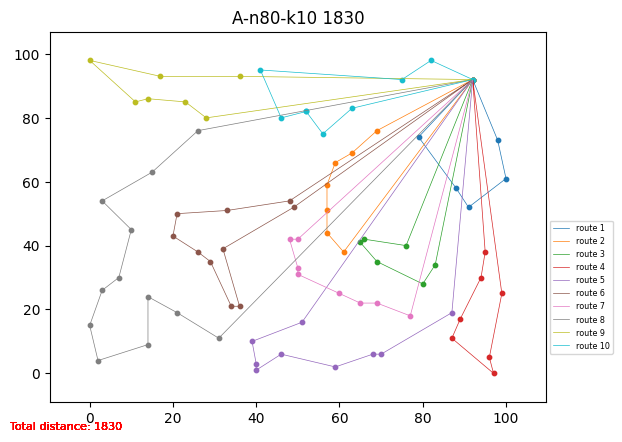 A-n80-k10 1830
100
80
60
40
20
0
0 20 40 60 80 100
route 1
route 2
route 3
route 4
route 5
route 6
route 7
route 8
route 9
route 10
Total distance: 1830